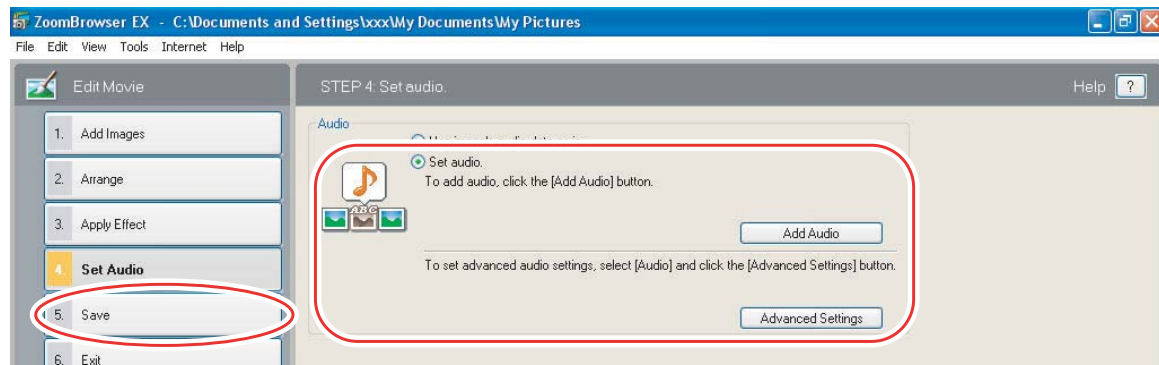 ZoomBrowser EX - C:\Documents and Settings\xxx\My Documents\My Pictures
File Edit View Tools Internet Help
Edit Movie
STEP 4: Set audio.
Help ?
1. Add Images
2. Arrange
3. Apply Effect
4. Set Audio
5. Save
6. Exit
Audio
Set audio.
To add audio, click the [Add Audio] button.
ABC
Add Audio
To set advanced audio settings, select [Audio] and click the [Advanced Settings] button.
Advanced Settings